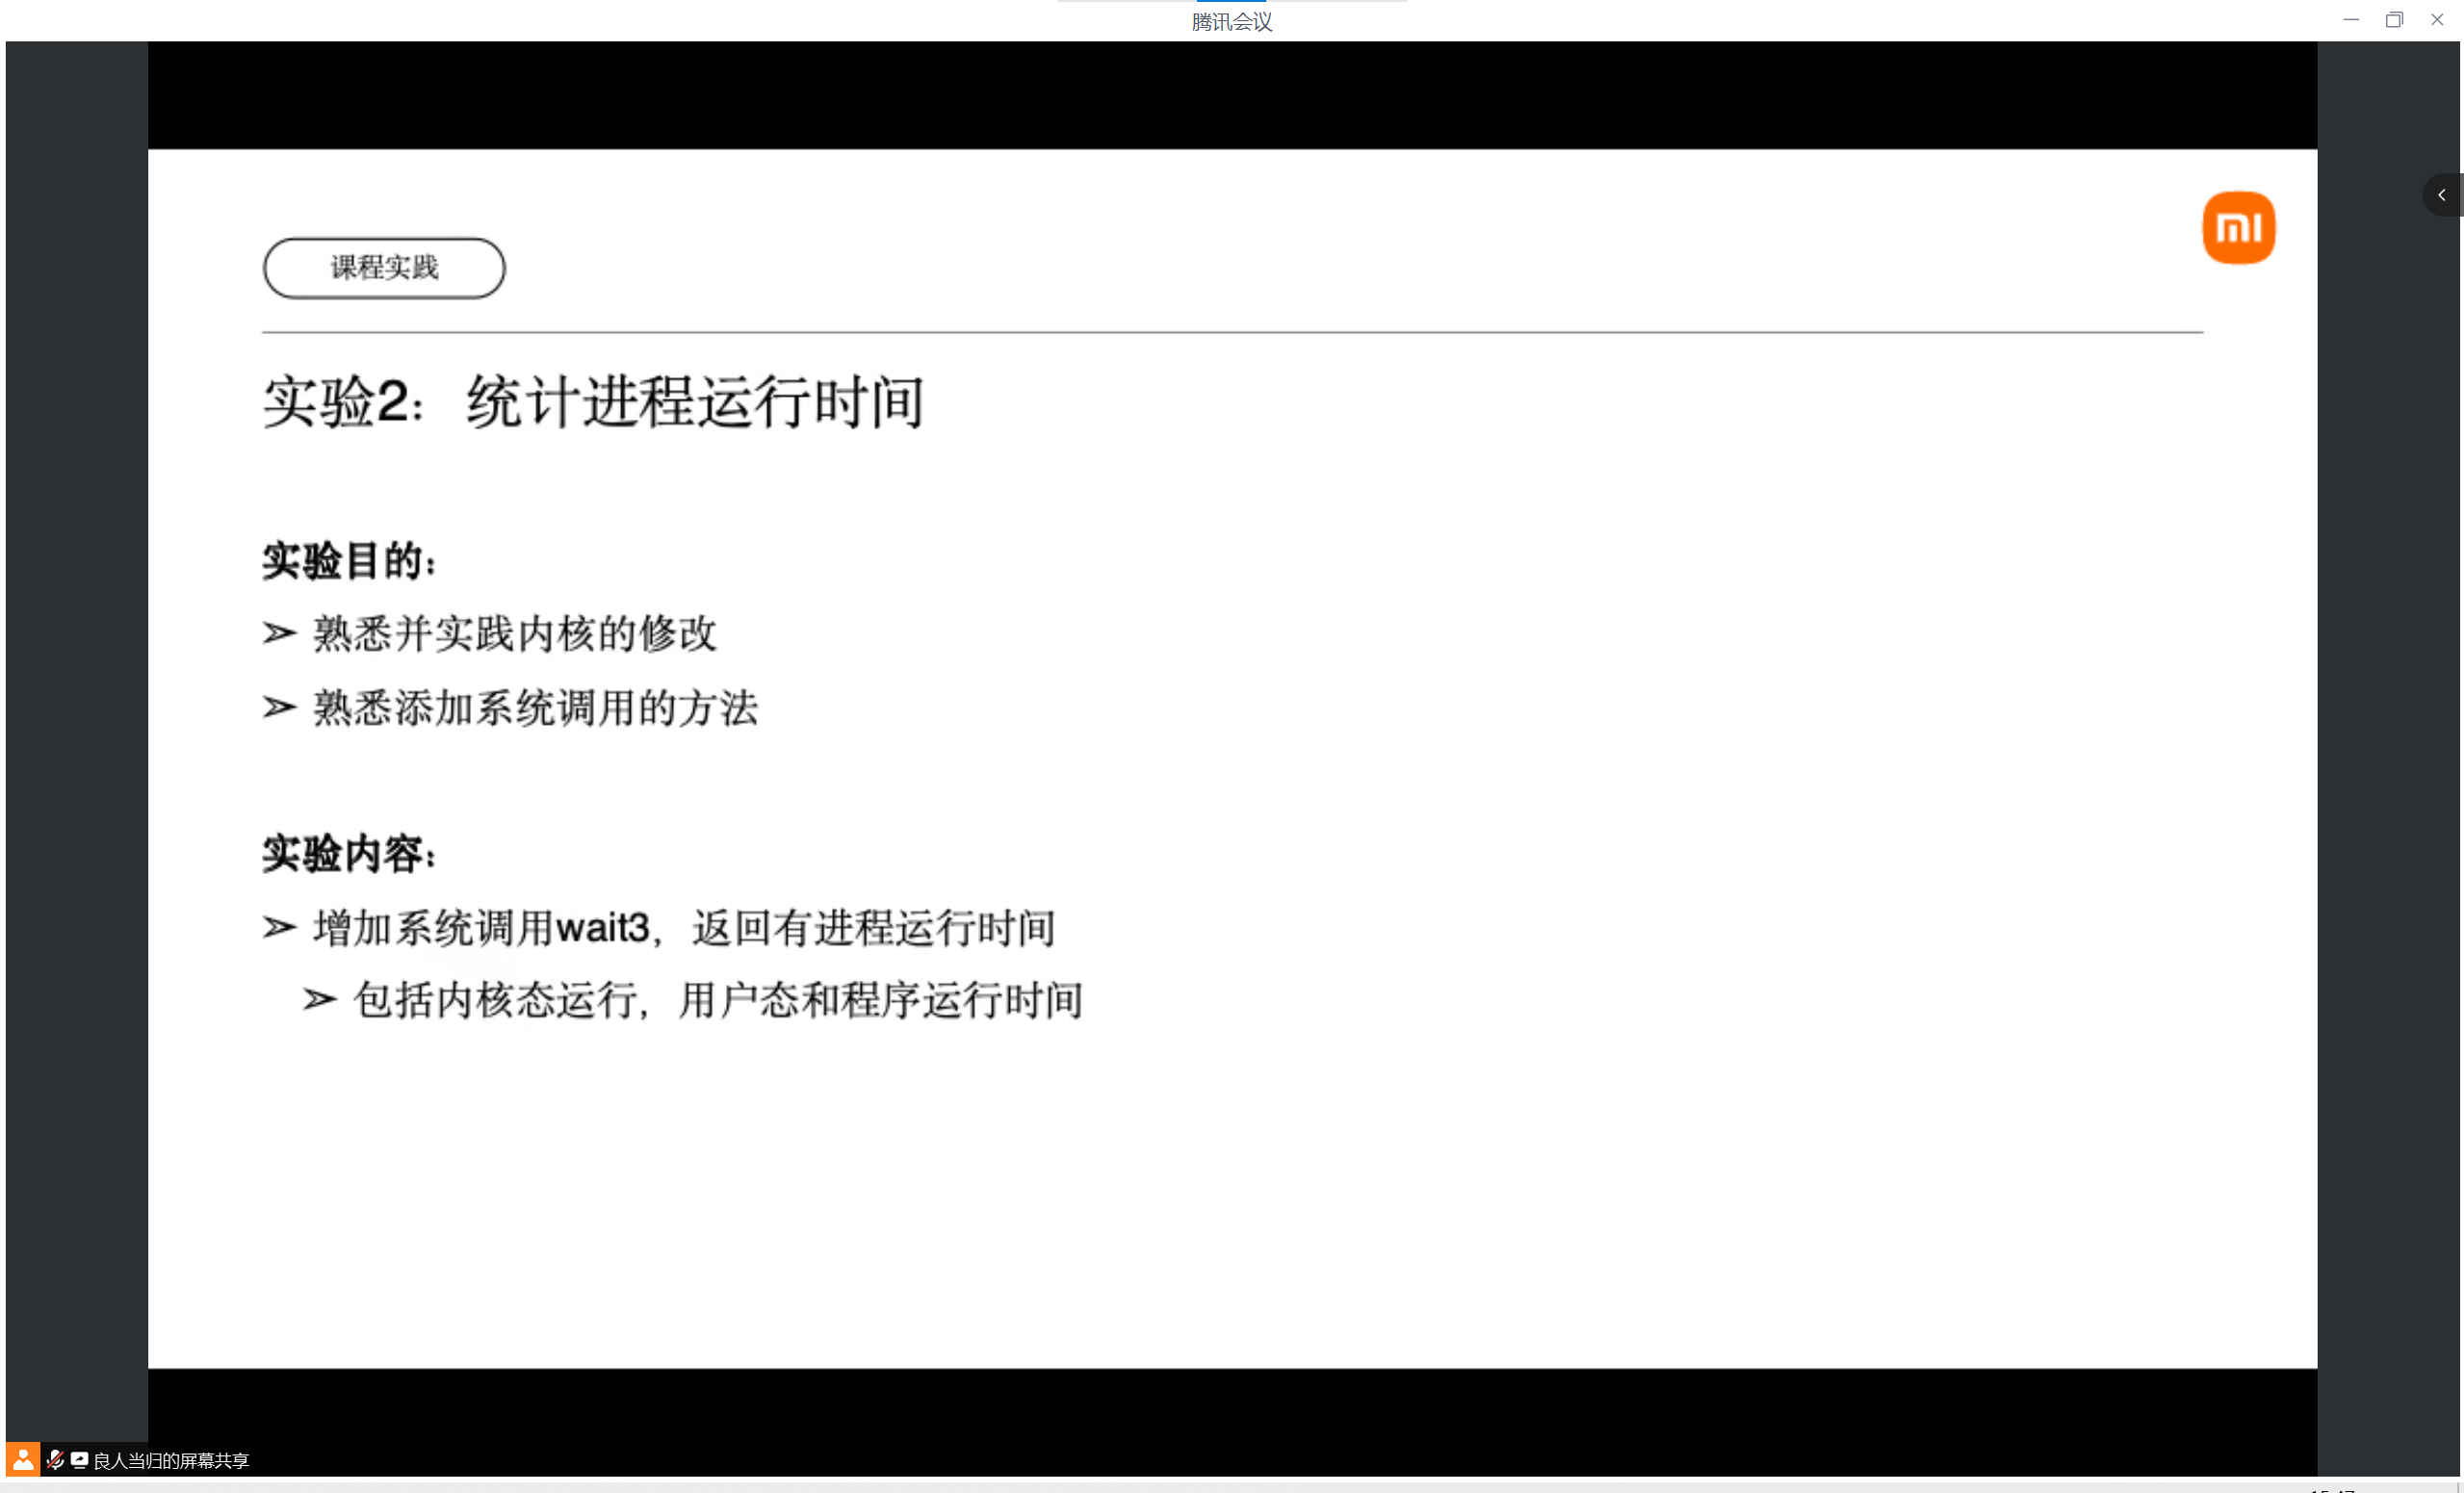 腾讯会议
mi
课程实践
实验2：统计进程运行时间
实验目的：
➢ 熟悉并实践内核的修改
➢ 熟悉添加系统调用的方法
实验内容：
➢ 增加系统调用wait3，返回有进程运行时间
➢ 包括内核态运行，用户态和程序运行时间
良人当归的屏幕共享